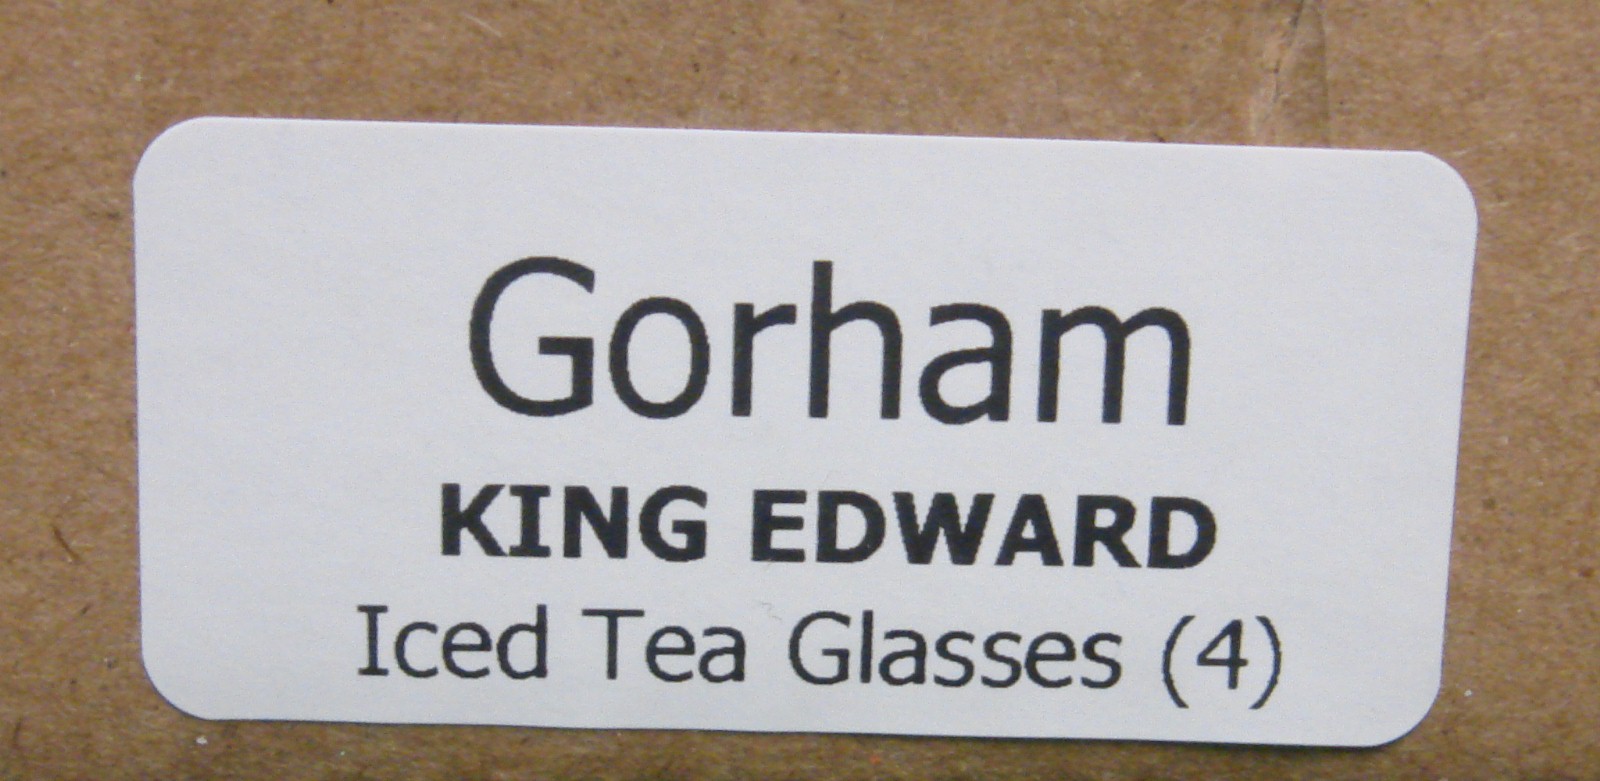 Gorham
KING EDWARD
Iced Tea Glasses (4)